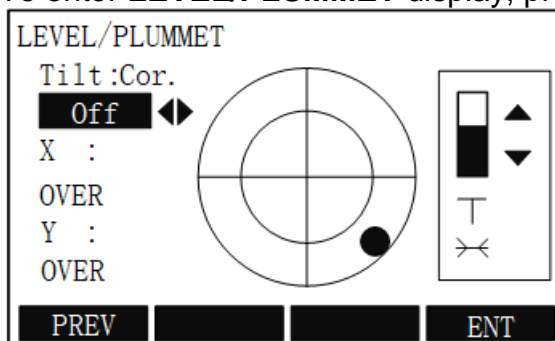 LEVEL/PLUMMET
Tilt:Cor.
Off
X :
OVER
Y :
OVER
PREV ENT